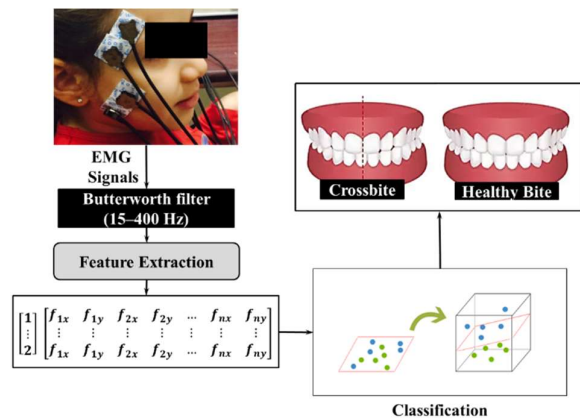 EMG
Signals
Butterworth filter
(15–400 Hz)
Feature Extraction
[1 ⋮ 2]
f1x f1y f2x f2y ... fnx fny
⋮ ⋮ ⋮ ⋮ ⋮ ⋮
f1x f1y f2x f2y ... fnx fny
Crossbite
Healthy Bite
Classification